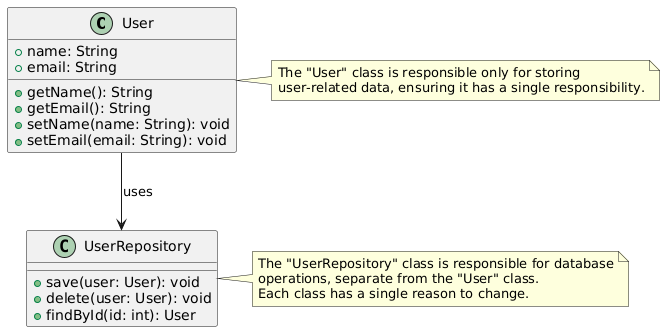 C User
name: String
email: String
getName(): String
getEmail(): String
setName(name: String): void
setEmail(email: String): void
The "User" class is responsible only for storing
user-related data, ensuring it has a single responsibility.
uses
C UserRepository
save(user: User): void
delete(user: User): void
findById(id: int): User
The "UserRepository" class is responsible for database
operations, separate from the "User" class.
Each class has a single reason to change.